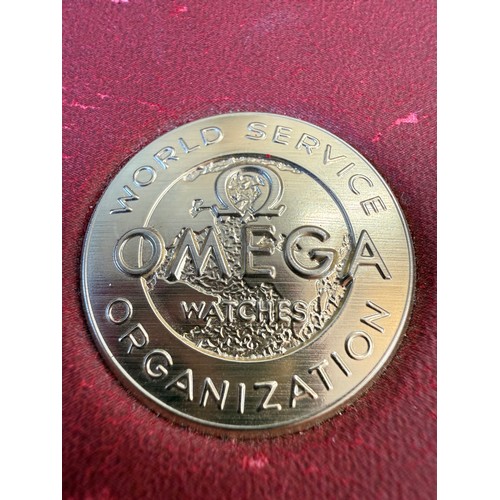 WORLD SERVICE
Ω
OMEGA
WATCHES
ORGANIZATION